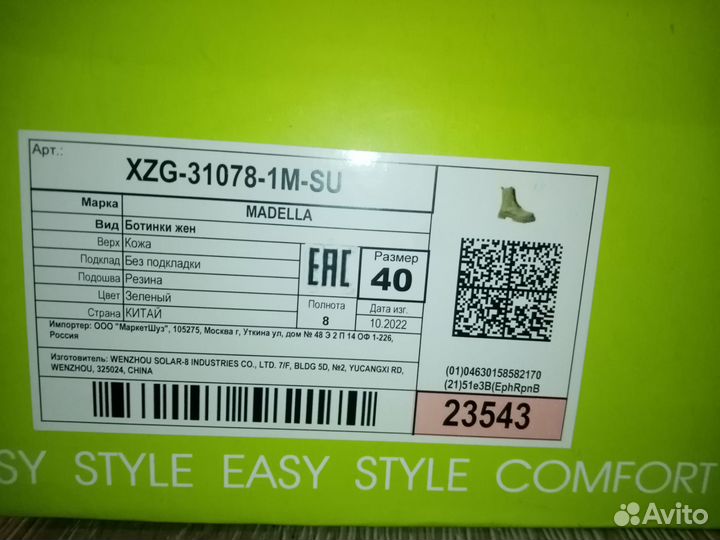 Арт.:
XZG-31078-1M-SU
Марка MADELLA
Вид Ботинки жен
Верх Кожа
Подклад Без подкладки
Подошва Резина
Цвет Зеленый
Страна КИТАЙ
EAC
Размер
40
Полнота
8
Дата изг.
10.2022
Импортер: ООО "МаркетШуз", 105275, Москва г, Уткина ул, дом № 48 Э 2 П 14 ОФ 1-226,
Россия
Изготовитель: WENZHOU SOLAR-8 INDUSTRIES CO., LTD. 7/F, BLDG 5D, №2, YUCANGXI RD,
WENZHOU, 325024, CHINA
(01)04630158582170
(21)51e3B(EphRpnB
23543
SY STYLE EASY STYLE COMFORT
Avito